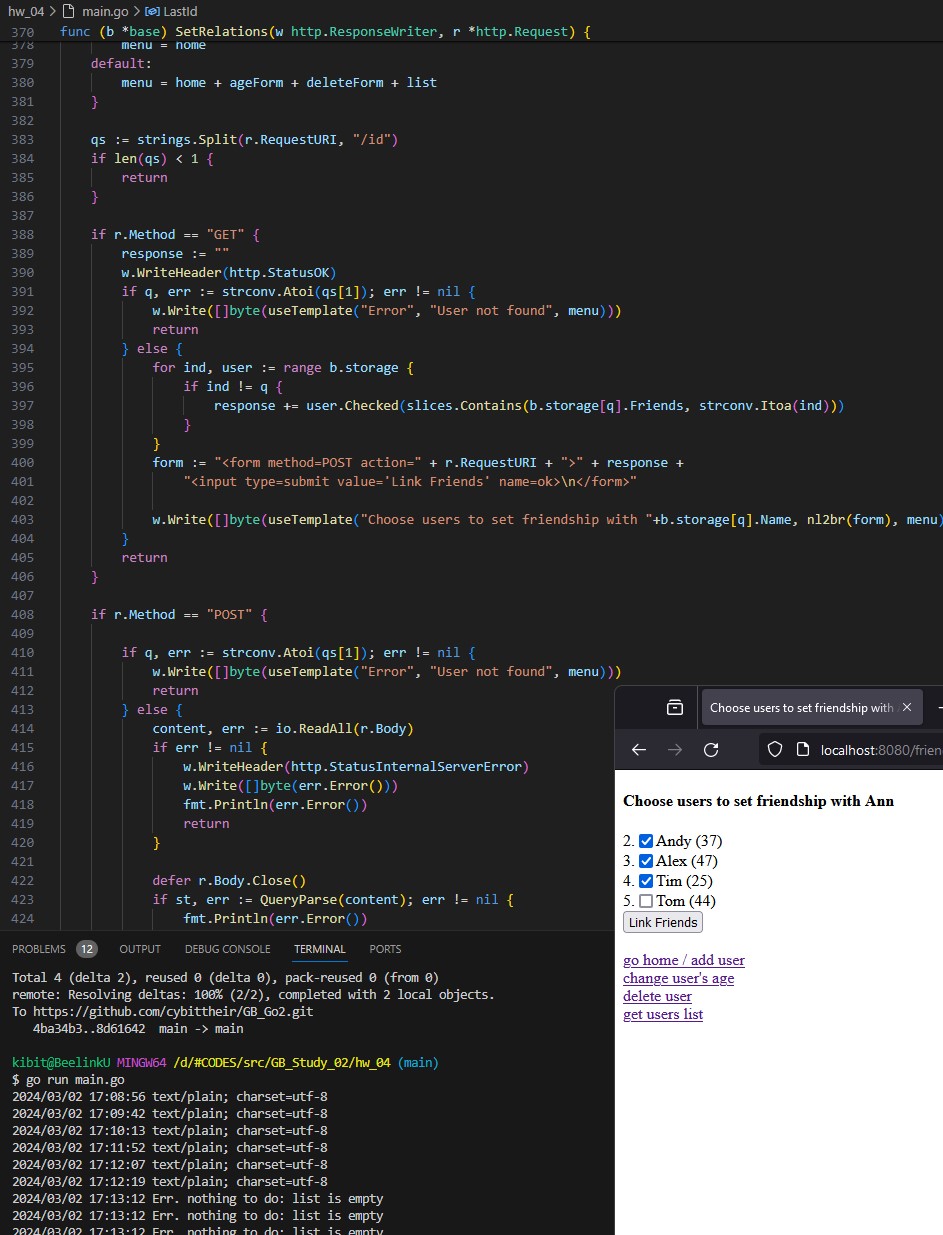 hw_04 > main.go > LastId
370 func (b *base) SetRelations(w http.ResponseWriter, r *http.Request) {
378 menu = home
379 default:
380 menu = home + ageForm + deleteForm + list
381 }
382
383 qs := strings.Split(r.RequestURI, "/id")
384 if len(qs) < 1 {
385 return
386 }
387
388 if r.Method == "GET" {
389 response := ""
390 w.WriteHeader(http.StatusOK)
391 if q, err := strconv.Atoi(qs[1]); err != nil {
392 w.Write([]byte(useTemplate("Error", "User not found", menu)))
393 return
394 } else {
395 for ind, user := range b.storage {
396 if ind != q {
397 response += user.Checked(slices.Contains(b.storage[q].Friends, strconv.Itoa(ind)))
398 }
399 }
400 form := "<form method=POST action=" + r.RequestURI + ">" + response +
401 "<input type=submit value='Link Friends' name=ok>\n</form>"
402
403 w.Write([]byte(useTemplate("Choose users to set friendship with "+b.storage[q].Name, nl2br(form), menu)
404 }
405 return
406 }
407
408 if r.Method == "POST" {
409
410 if q, err := strconv.Atoi(qs[1]); err != nil {
411 w.Write([]byte(useTemplate("Error", "User not found", menu)))
412 return
413 } else {
414 content, err := io.ReadAll(r.Body)
415 if err != nil {
416 w.WriteHeader(http.StatusInternalServerError)
417 w.Write([]byte(err.Error()))
418 fmt.Println(err.Error())
419 return
420 }
421
422 defer r.Body.Close()
423 if st, err := QueryParse(content); err != nil {
424 fmt.Println(err.Error())
PROBLEMS 12 OUTPUT DEBUG CONSOLE TERMINAL PORTS
Total 4 (delta 2), reused 0 (delta 0), pack-reused 0 (from 0)
remote: Resolving deltas: 100% (2/2), completed with 2 local objects.
To https://github.com/cybittheir/GB_Go2.git
4ba34b3..8d61642 main -> main
kibit@BeelinkU MINGW64 /d/#CODES/src/GB_Study_02/hw_04 (main)
$ go run main.go
2024/03/02 17:08:56 text/plain; charset=utf-8
2024/03/02 17:09:42 text/plain; charset=utf-8
2024/03/02 17:10:13 text/plain; charset=utf-8
2024/03/02 17:11:52 text/plain; charset=utf-8
2024/03/02 17:12:07 text/plain; charset=utf-8
2024/03/02 17:12:19 text/plain; charset=utf-8
2024/03/02 17:13:12 Err. nothing to do: list is empty
2024/03/02 17:13:12 Err. nothing to do: list is empty
2024/03/02 17:13:12 Err. nothing to do: list is empty
Choose users to set friendship with
localhost:8080/frien
Choose users to set friendship with Ann
2. Andy (37)
3. Alex (47)
4. Tim (25)
5. Tom (44)
Link Friends
go home / add user
change user's age
delete user
get users list